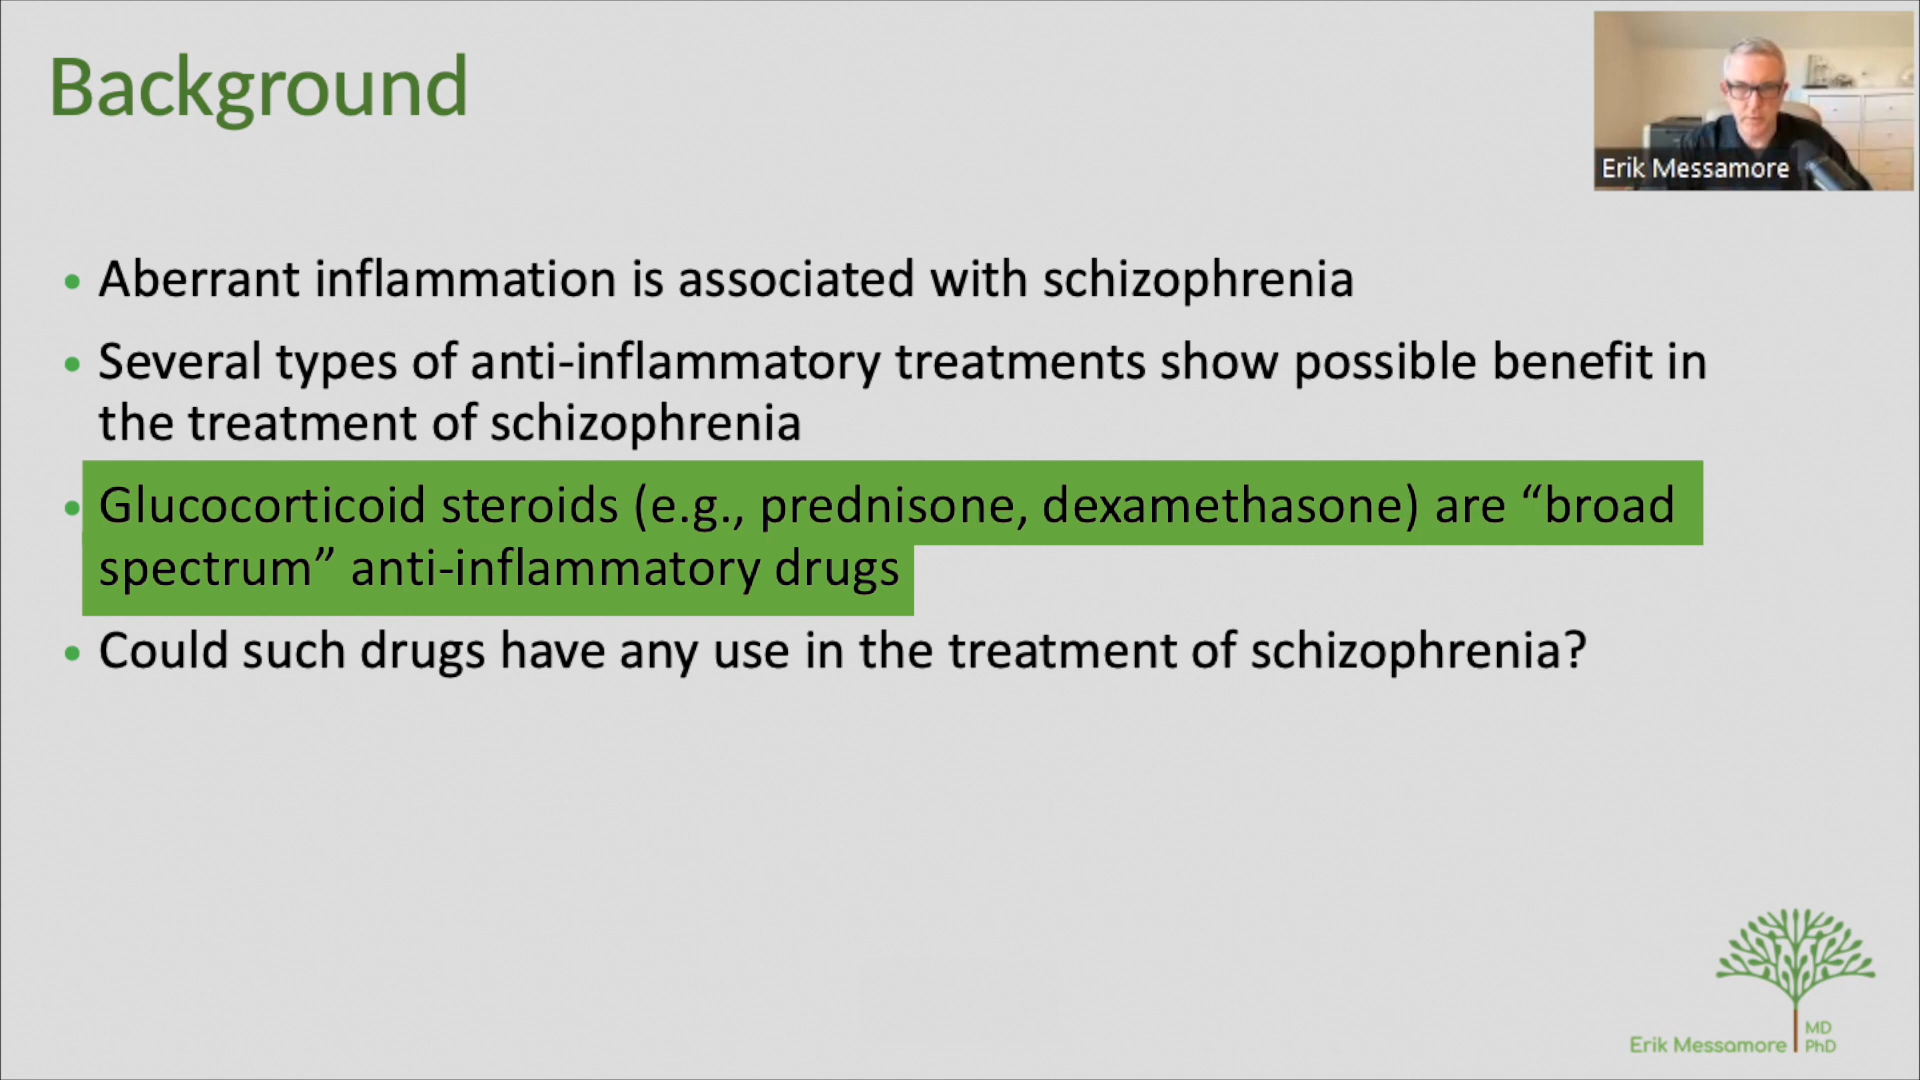 Background
Erik Messamore
• Aberrant inflammation is associated with schizophrenia
• Several types of anti-inflammatory treatments show possible benefit in
the treatment of schizophrenia
• Glucocorticoid steroids (e.g., prednisone, dexamethasone) are “broad
spectrum” anti-inflammatory drugs
• Could such drugs have any use in the treatment of schizophrenia?
Erik Messamore
MD
PhD